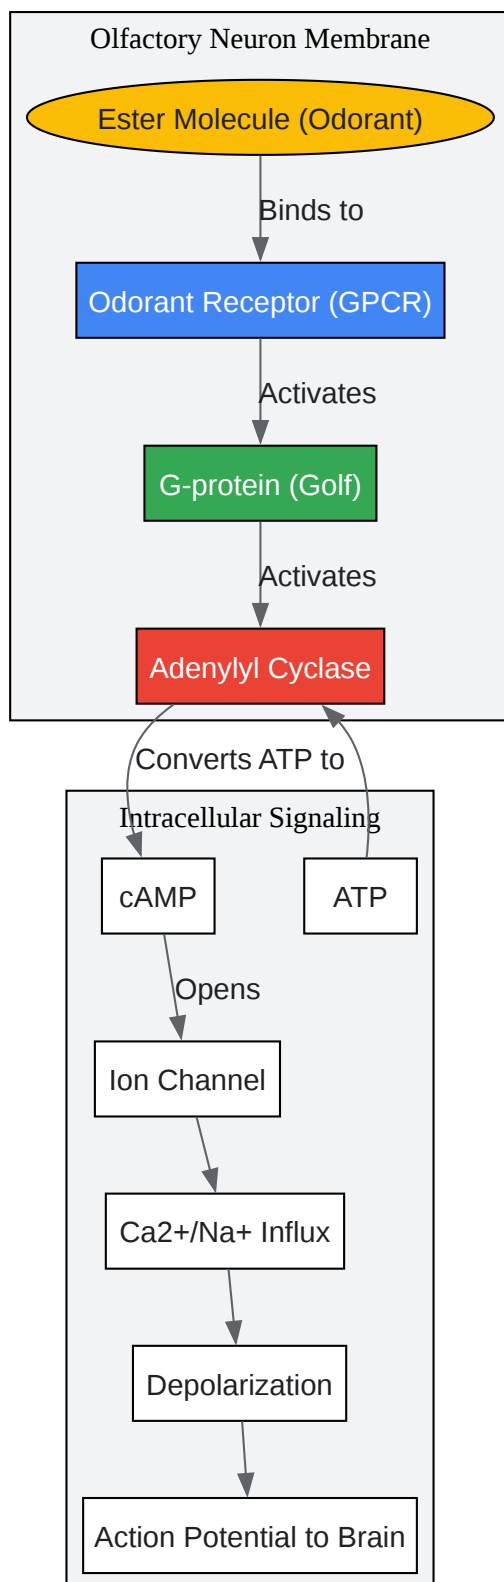 Olfactory Neuron Membrane
Ester Molecule (Odorant)
Binds to
Odorant Receptor (GPCR)
Activates
G-protein (Golf)
Activates
Adenylyl Cyclase
Converts ATP to
Intracellular Signaling
cAMP
ATP
Opens
Ion Channel
Ca2+/Na+ Influx
Depolarization
Action Potential to Brain